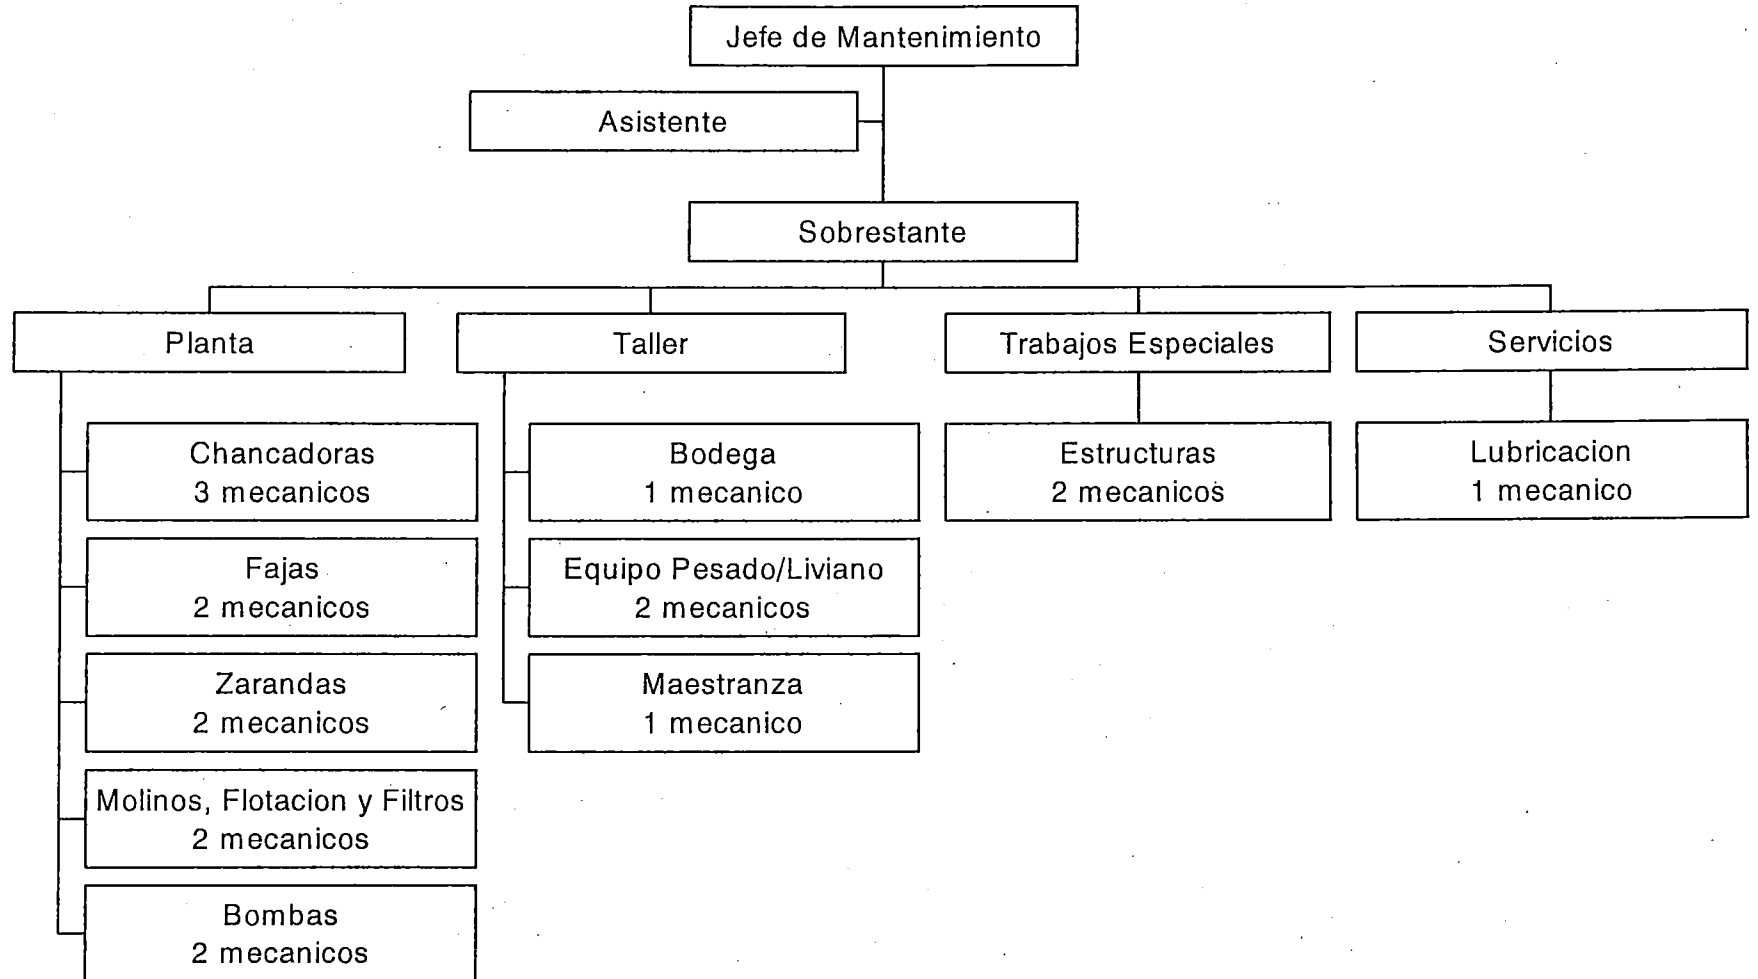 Jefe de Mantenimiento
Asistente
Sobrestante
Planta
Taller
Trabajos Especiales
Servicios
Chancadoras
3 mecanicos
Fajas
2 mecanicos
Zarandas
2 mecanicos
Molinos, Flotacion y Filtros
2 mecanicos
Bombas
2 mecanicos
Bodega
1 mecanico
Equipo Pesado/Liviano
2 mecanicos
Maestranza
1 mecanico
Estructuras
2 mecanicos
Lubricacion
1 mecanico